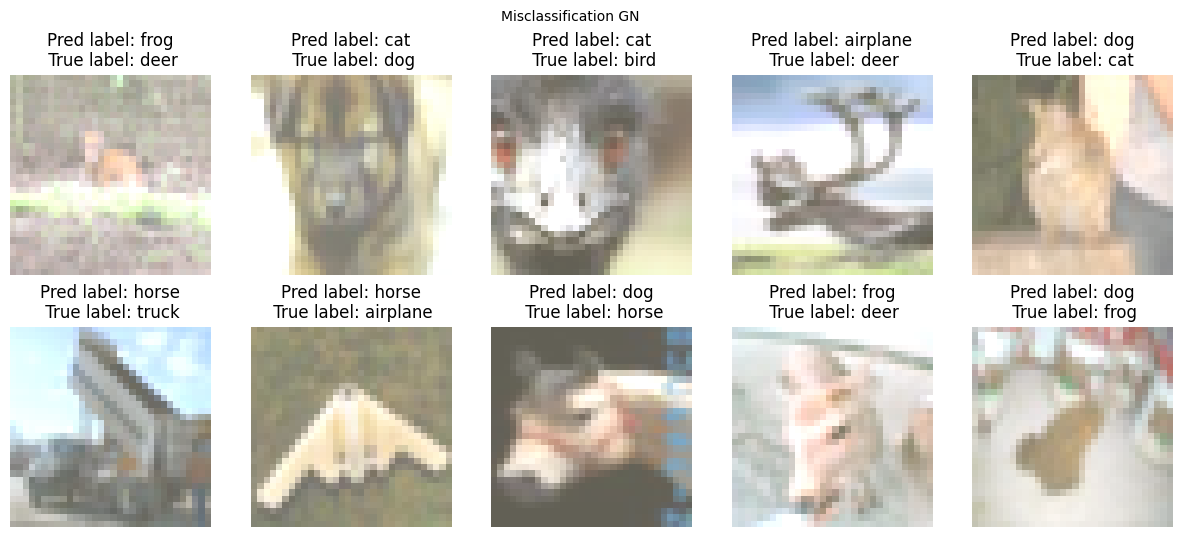 Misclassification GN
Pred label: frog
True label: deer
Pred label: cat
True label: dog
Pred label: cat
True label: bird
Pred label: airplane
True label: deer
Pred label: dog
True label: cat
Pred label: horse
True label: truck
Pred label: horse
True label: airplane
Pred label: dog
True label: horse
Pred label: frog
True label: deer
Pred label: dog
True label: frog